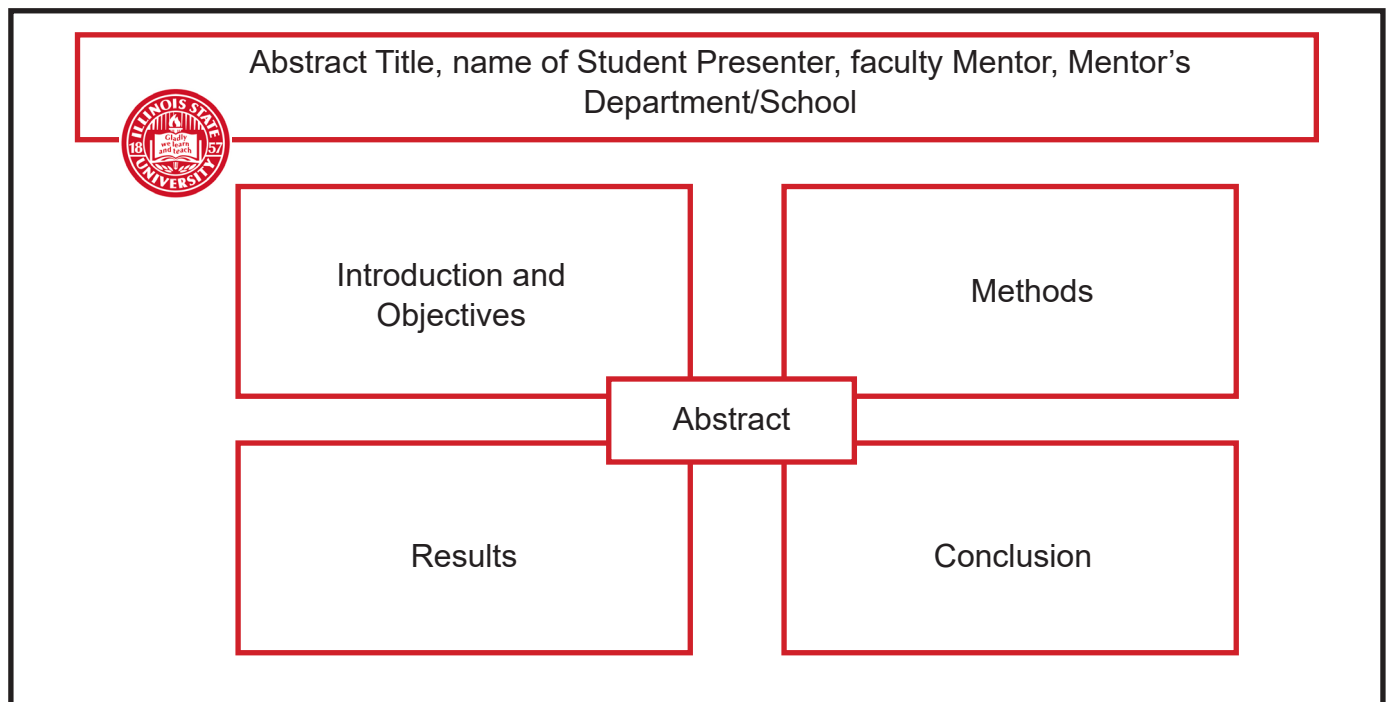 Abstract Title, name of Student Presenter, faculty Mentor, Mentor’s
Department/School
ILLINOIS STATE
Gladly
we learn
and teach
18 57
UNIVERSITY
Introduction and
Objectives
Methods
Abstract
Results
Conclusion